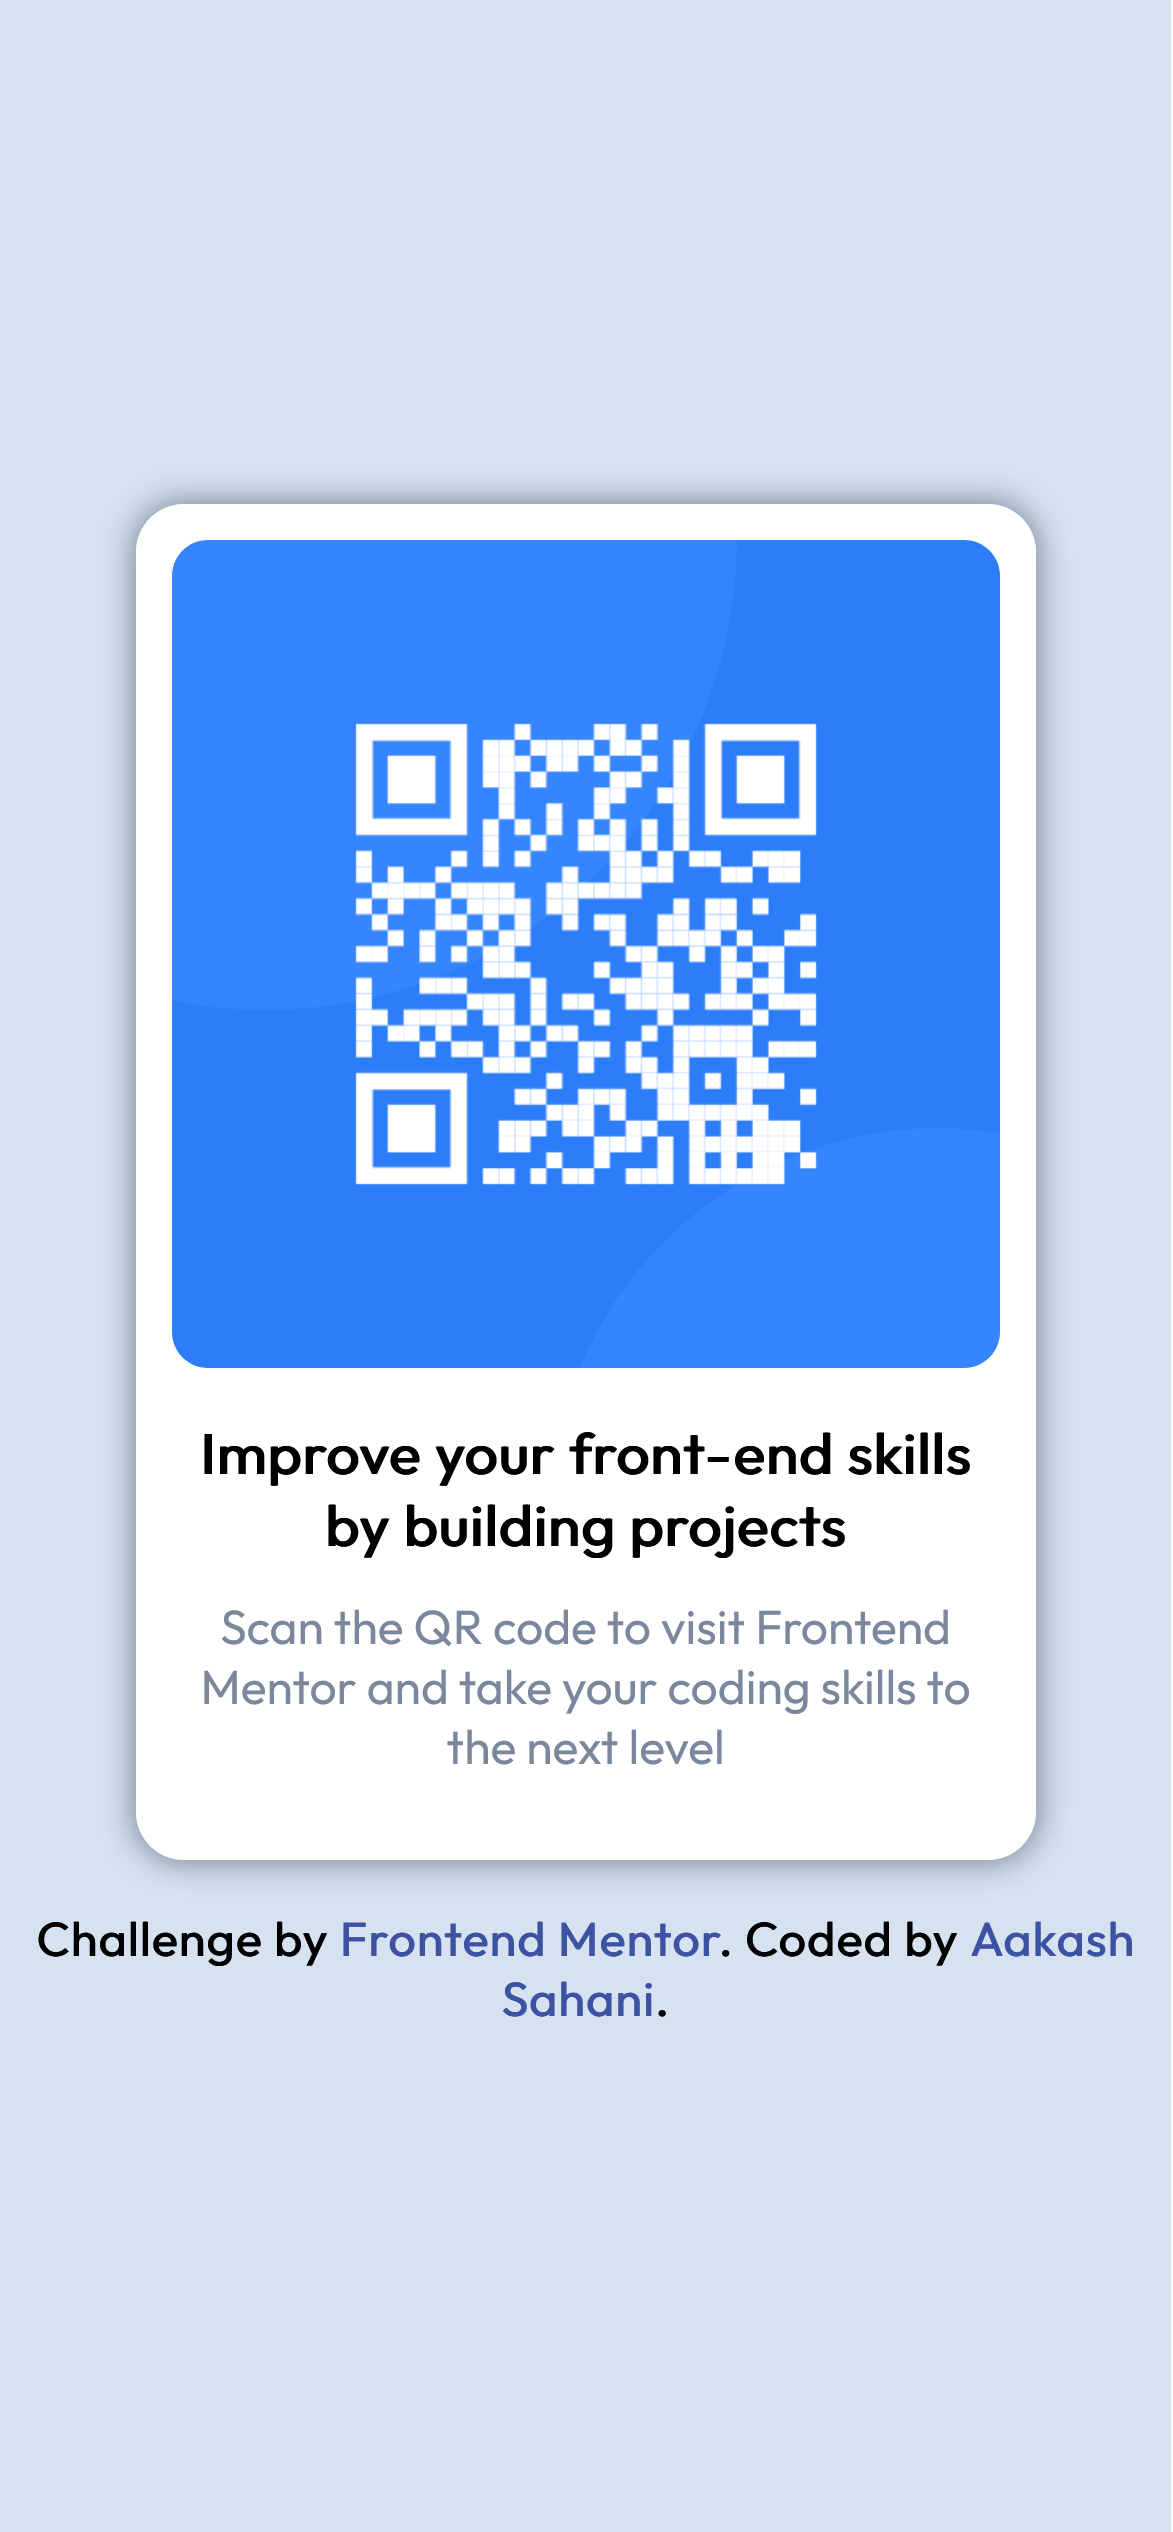 Improve your front-end skills
by building projects
Scan the QR code to visit Frontend
Mentor and take your coding skills to
the next level
Challenge by Frontend Mentor. Coded by Aakash
Sahani.